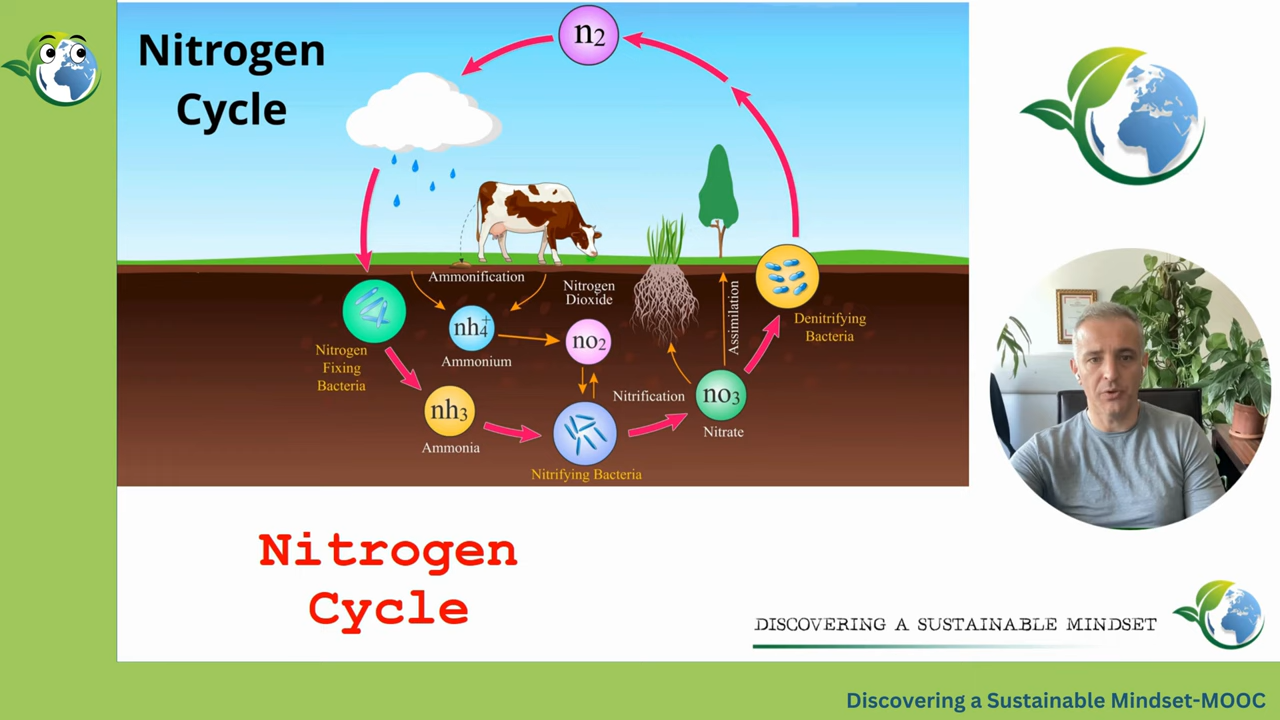 Nitrogen
Cycle
n2
Ammonification
Nitrogen
Dioxide
nh4+
Ammonium
no2
Assimilation
Denitrifying
Bacteria
Nitrogen
Fixing
Bacteria
nh3
Ammonia
Nitrification
no3
Nitrate
Nitrifying Bacteria
Nitrogen
Cycle
DISCOVERING A SUSTAINABLE MINDSET
Discovering a Sustainable Mindset-MOOC